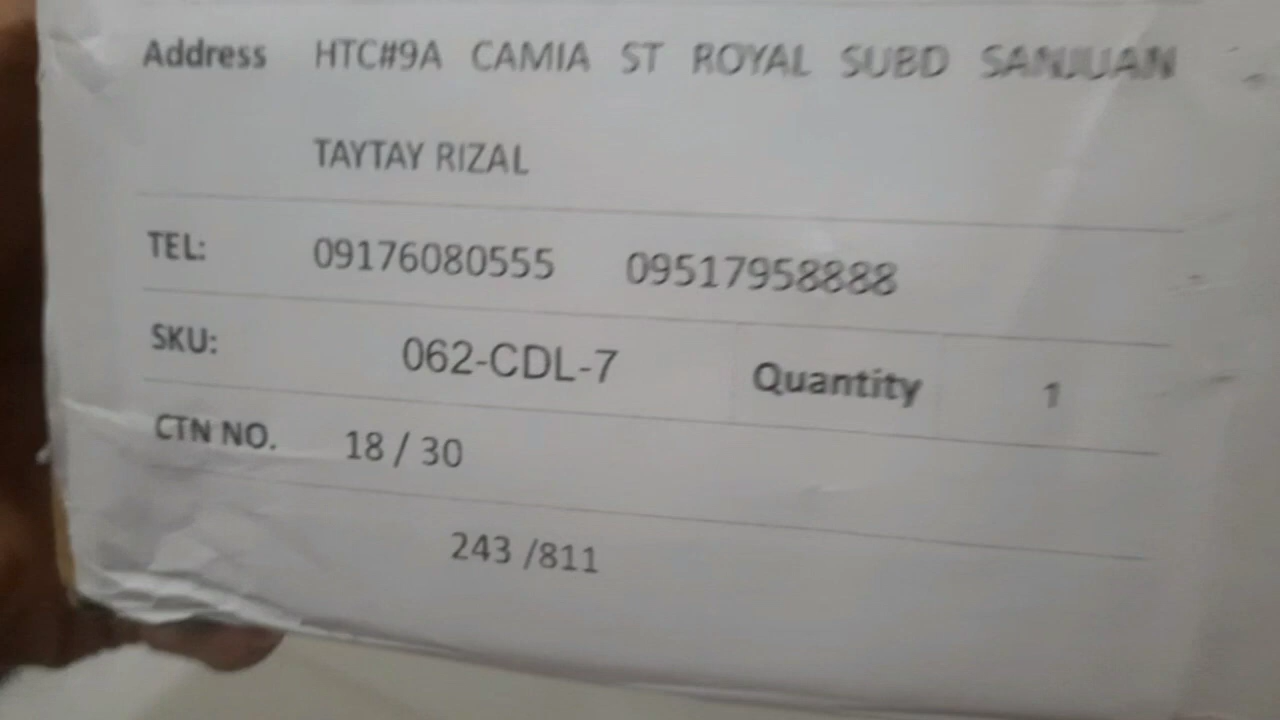 Address HTC#9A CAMIA ST ROYAL SUBD SANJUAN
TAYTAY RIZAL
TEL: 09176080555 09517958888
SKU: 062-CDL-7 Quantity 1
CTN NO. 18 / 30
243 /811